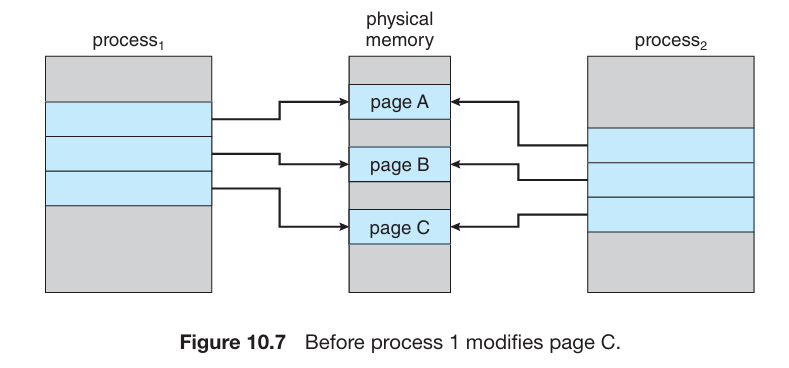 process₁
physical
memory
process₂
page A
page B
page C
Figure 10.7 Before process 1 modifies page C.